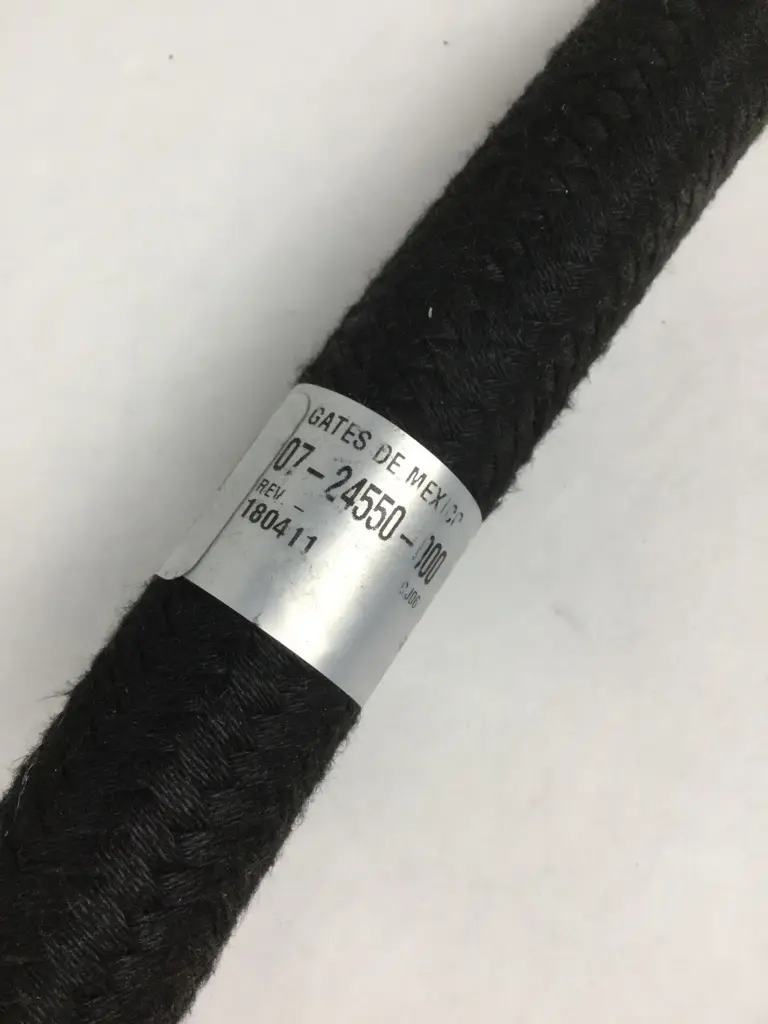 GATES DE MEXICO
07-24550-000
REV. -
180411